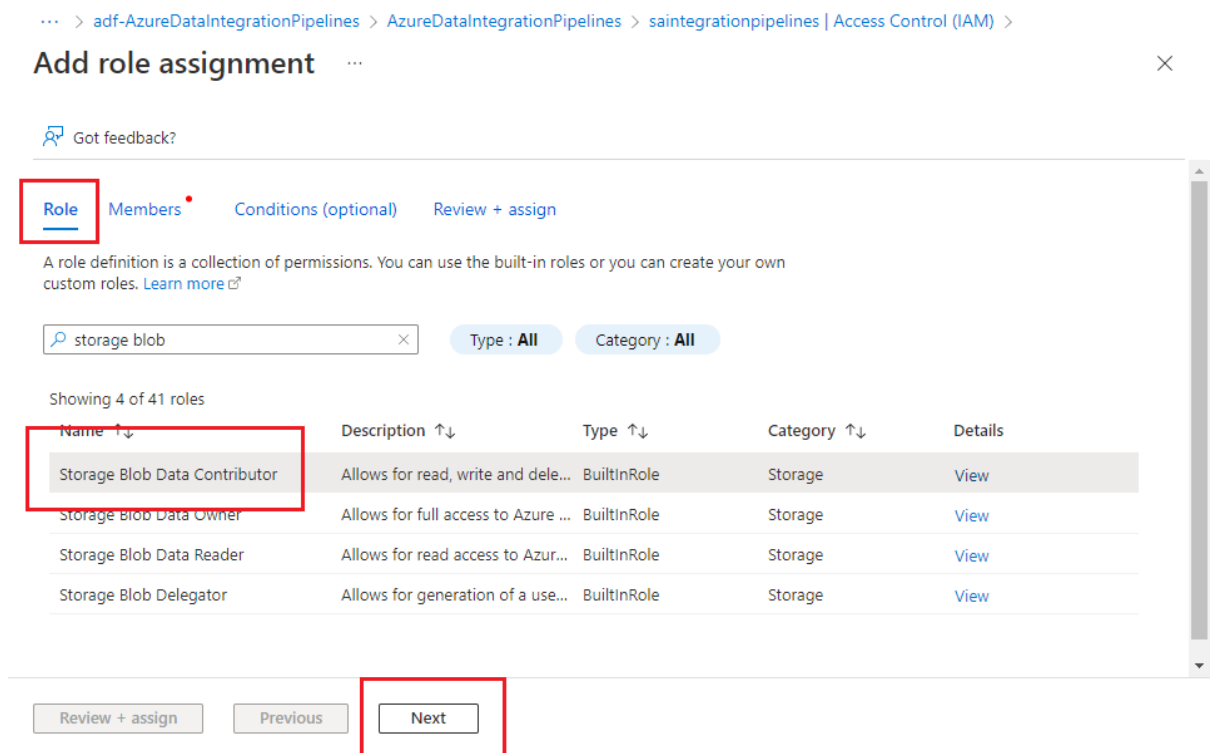 ··· > adf-AzureDataIntegrationPipelines > AzureDataIntegrationPipelines > saintegrationpipelines | Access Control (IAM) >
Add role assignment ···
Got feedback?
Role Members Conditions (optional) Review + assign
A role definition is a collection of permissions. You can use the built-in roles or you can create your own
custom roles. Learn more
storage blob Type : All Category : All
Showing 4 of 41 roles
Name ↑↓ Description ↑↓ Type ↑↓ Category ↑↓ Details
Storage Blob Data Contributor Allows for read, write and dele... BuiltInRole Storage View
Storage Blob Data Owner Allows for full access to Azure ... BuiltInRole Storage View
Storage Blob Data Reader Allows for read access to Azur... BuiltInRole Storage View
Storage Blob Delegator Allows for generation of a use... BuiltInRole Storage View
Review + assign Previous Next